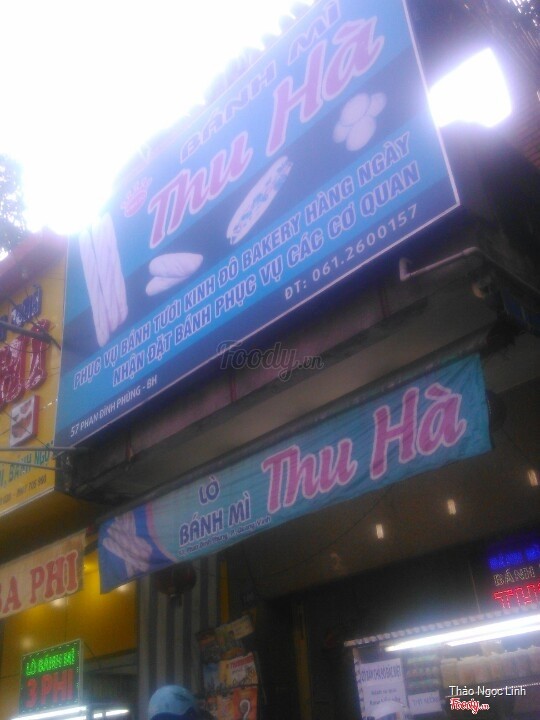 BÁNH MÌ
Thu Hà
PHỤC VỤ BÁNH TƯƠI KINH ĐÔ BAKERY HÀNG NGÀY
NHẬN ĐẶT BÁNH PHỤC VỤ CÁC CƠ QUAN
ĐT: 061.2600157
57 PHAN ĐÌNH PHÙNG - BH
Foody.vn
LÒ
BÁNH MÌ
Thu Hà
BA PHI
LÒ BÁNH MÌ
3 PHI
BÁNH
Thảo Ngọc Linh
Foody.vn